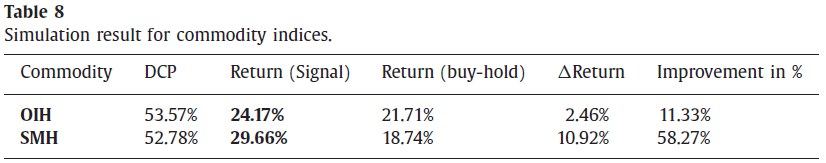 Table 8
Simulation result for commodity indices.
Commodity DCP Return (Signal) Return (buy-hold) ΔReturn Improvement in %
OIH 53.57% 24.17% 21.71% 2.46% 11.33%
SMH 52.78% 29.66% 18.74% 10.92% 58.27%